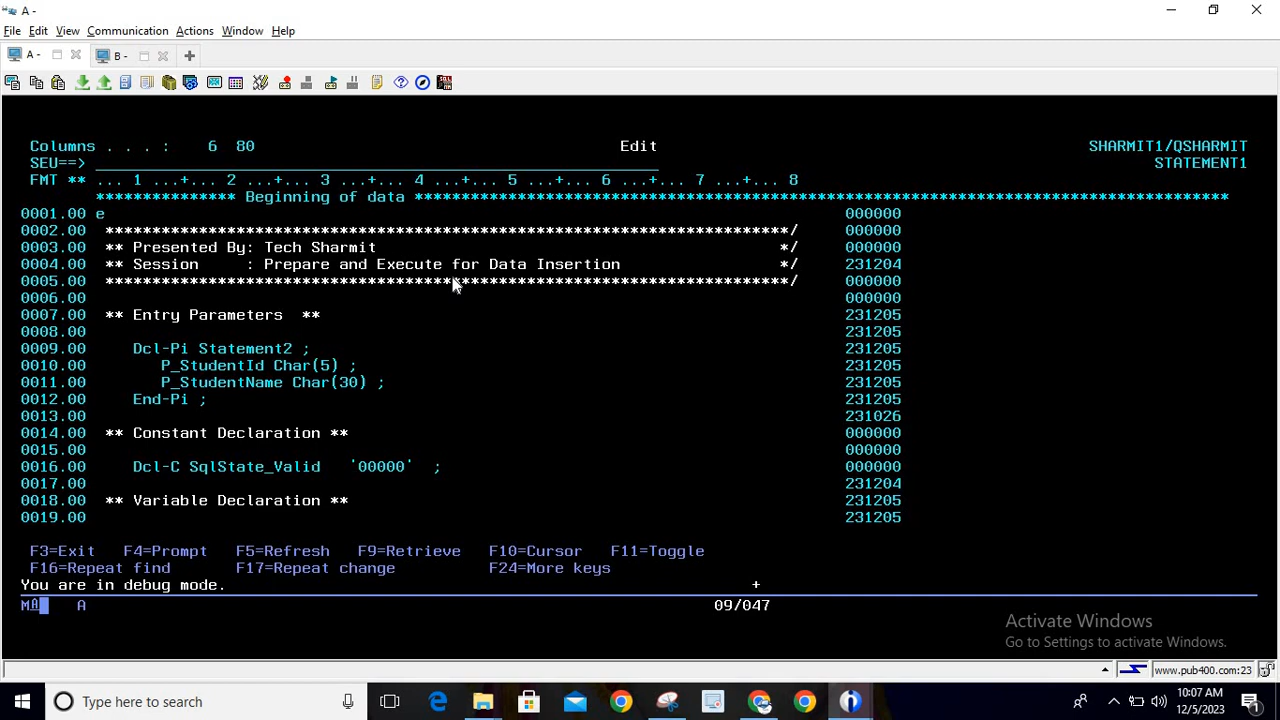 A -
File Edit View Communication Actions Window Help
A - B -
Columns . . . : 6 80 Edit SHARMIT1/QSHARMIT
SEU==> STATEMENT1
FMT ** ... 1 ...+... 2 ...+... 3 ...+... 4 ...+... 5 ...+... 6 ...+... 7 ...+... 8
*************** Beginning of data ***************************************************************************************
0001.00 e 000000
0002.00 *************************************************************************/ 000000
0003.00 ** Presented By: Tech Sharmit */ 000000
0004.00 ** Session : Prepare and Execute for Data Insertion */ 231204
0005.00 *************************************************************************/ 000000
0006.00 000000
0007.00 ** Entry Parameters ** 231205
0008.00 231205
0009.00 Dcl-Pi Statement2 ; 231205
0010.00 P_StudentId Char(5) ; 231205
0011.00 P_StudentName Char(30) ; 231205
0012.00 End-Pi ; 231205
0013.00 231026
0014.00 ** Constant Declaration ** 000000
0015.00 000000
0016.00 Dcl-C SqlState_Valid '00000' ; 000000
0017.00 231204
0018.00 ** Variable Declaration ** 231205
0019.00 231205
F3=Exit F4=Prompt F5=Refresh F9=Retrieve F10=Cursor F11=Toggle
F16=Repeat find F17=Repeat change F24=More keys
You are in debug mode. +
MA A 09/047
Activate Windows
Go to Settings to activate Windows.
www.pub400.com:23
Type here to search
10:07 AM
12/5/2023